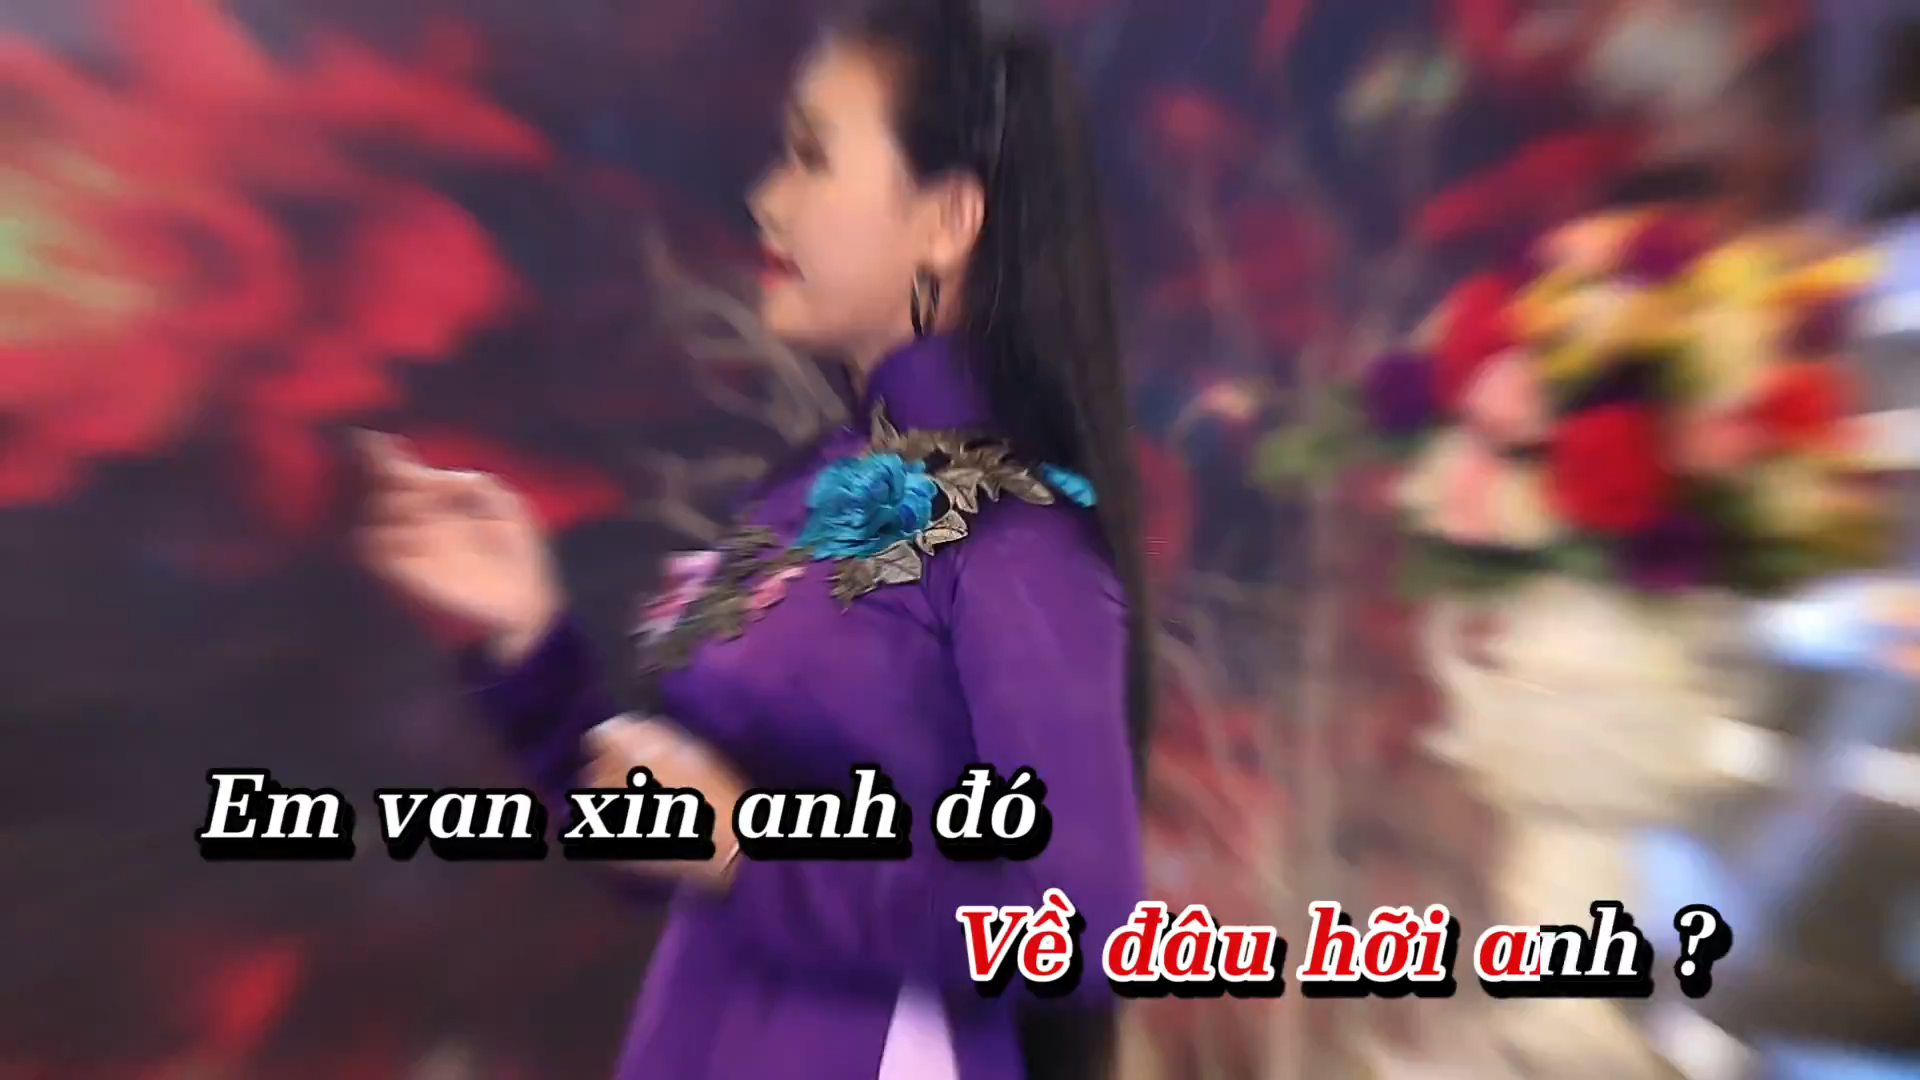 Em van xin anh đó
Về đâu hỡi anh ?